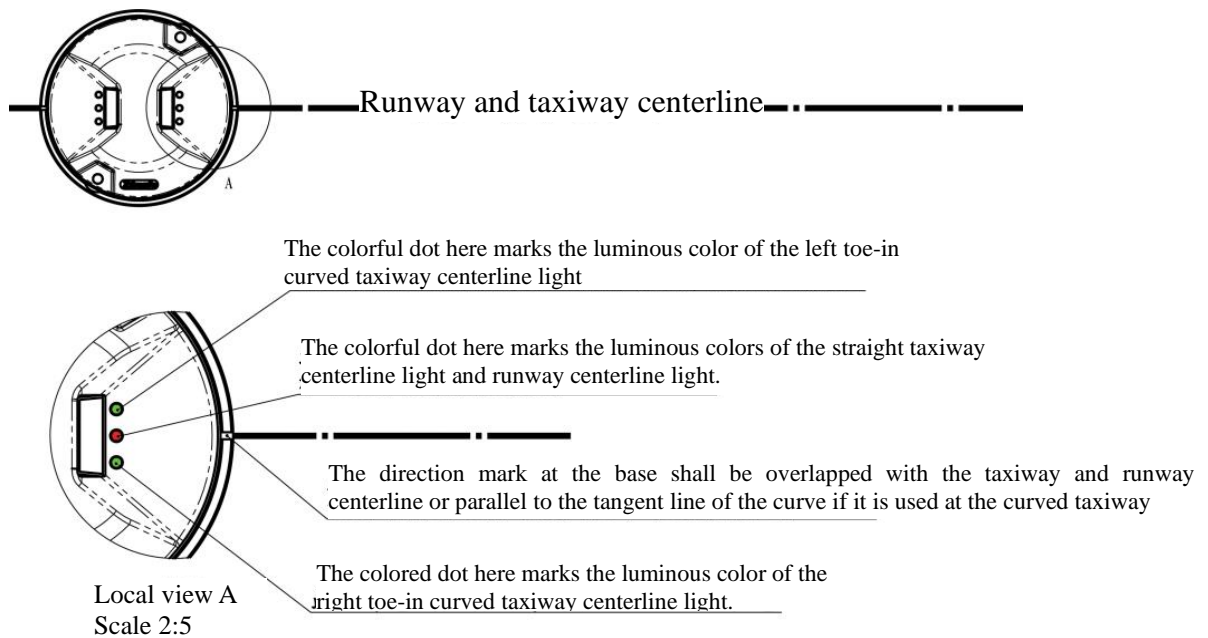 Runway and taxiway centerline
A
The colorful dot here marks the luminous color of the left toe-in
curved taxiway centerline light
The colorful dot here marks the luminous colors of the straight taxiway
centerline light and runway centerline light.
The direction mark at the base shall be overlapped with the taxiway and runway
centerline or parallel to the tangent line of the curve if it is used at the curved taxiway
The colored dot here marks the luminous color of the
right toe-in curved taxiway centerline light.
Local view A
Scale 2:5